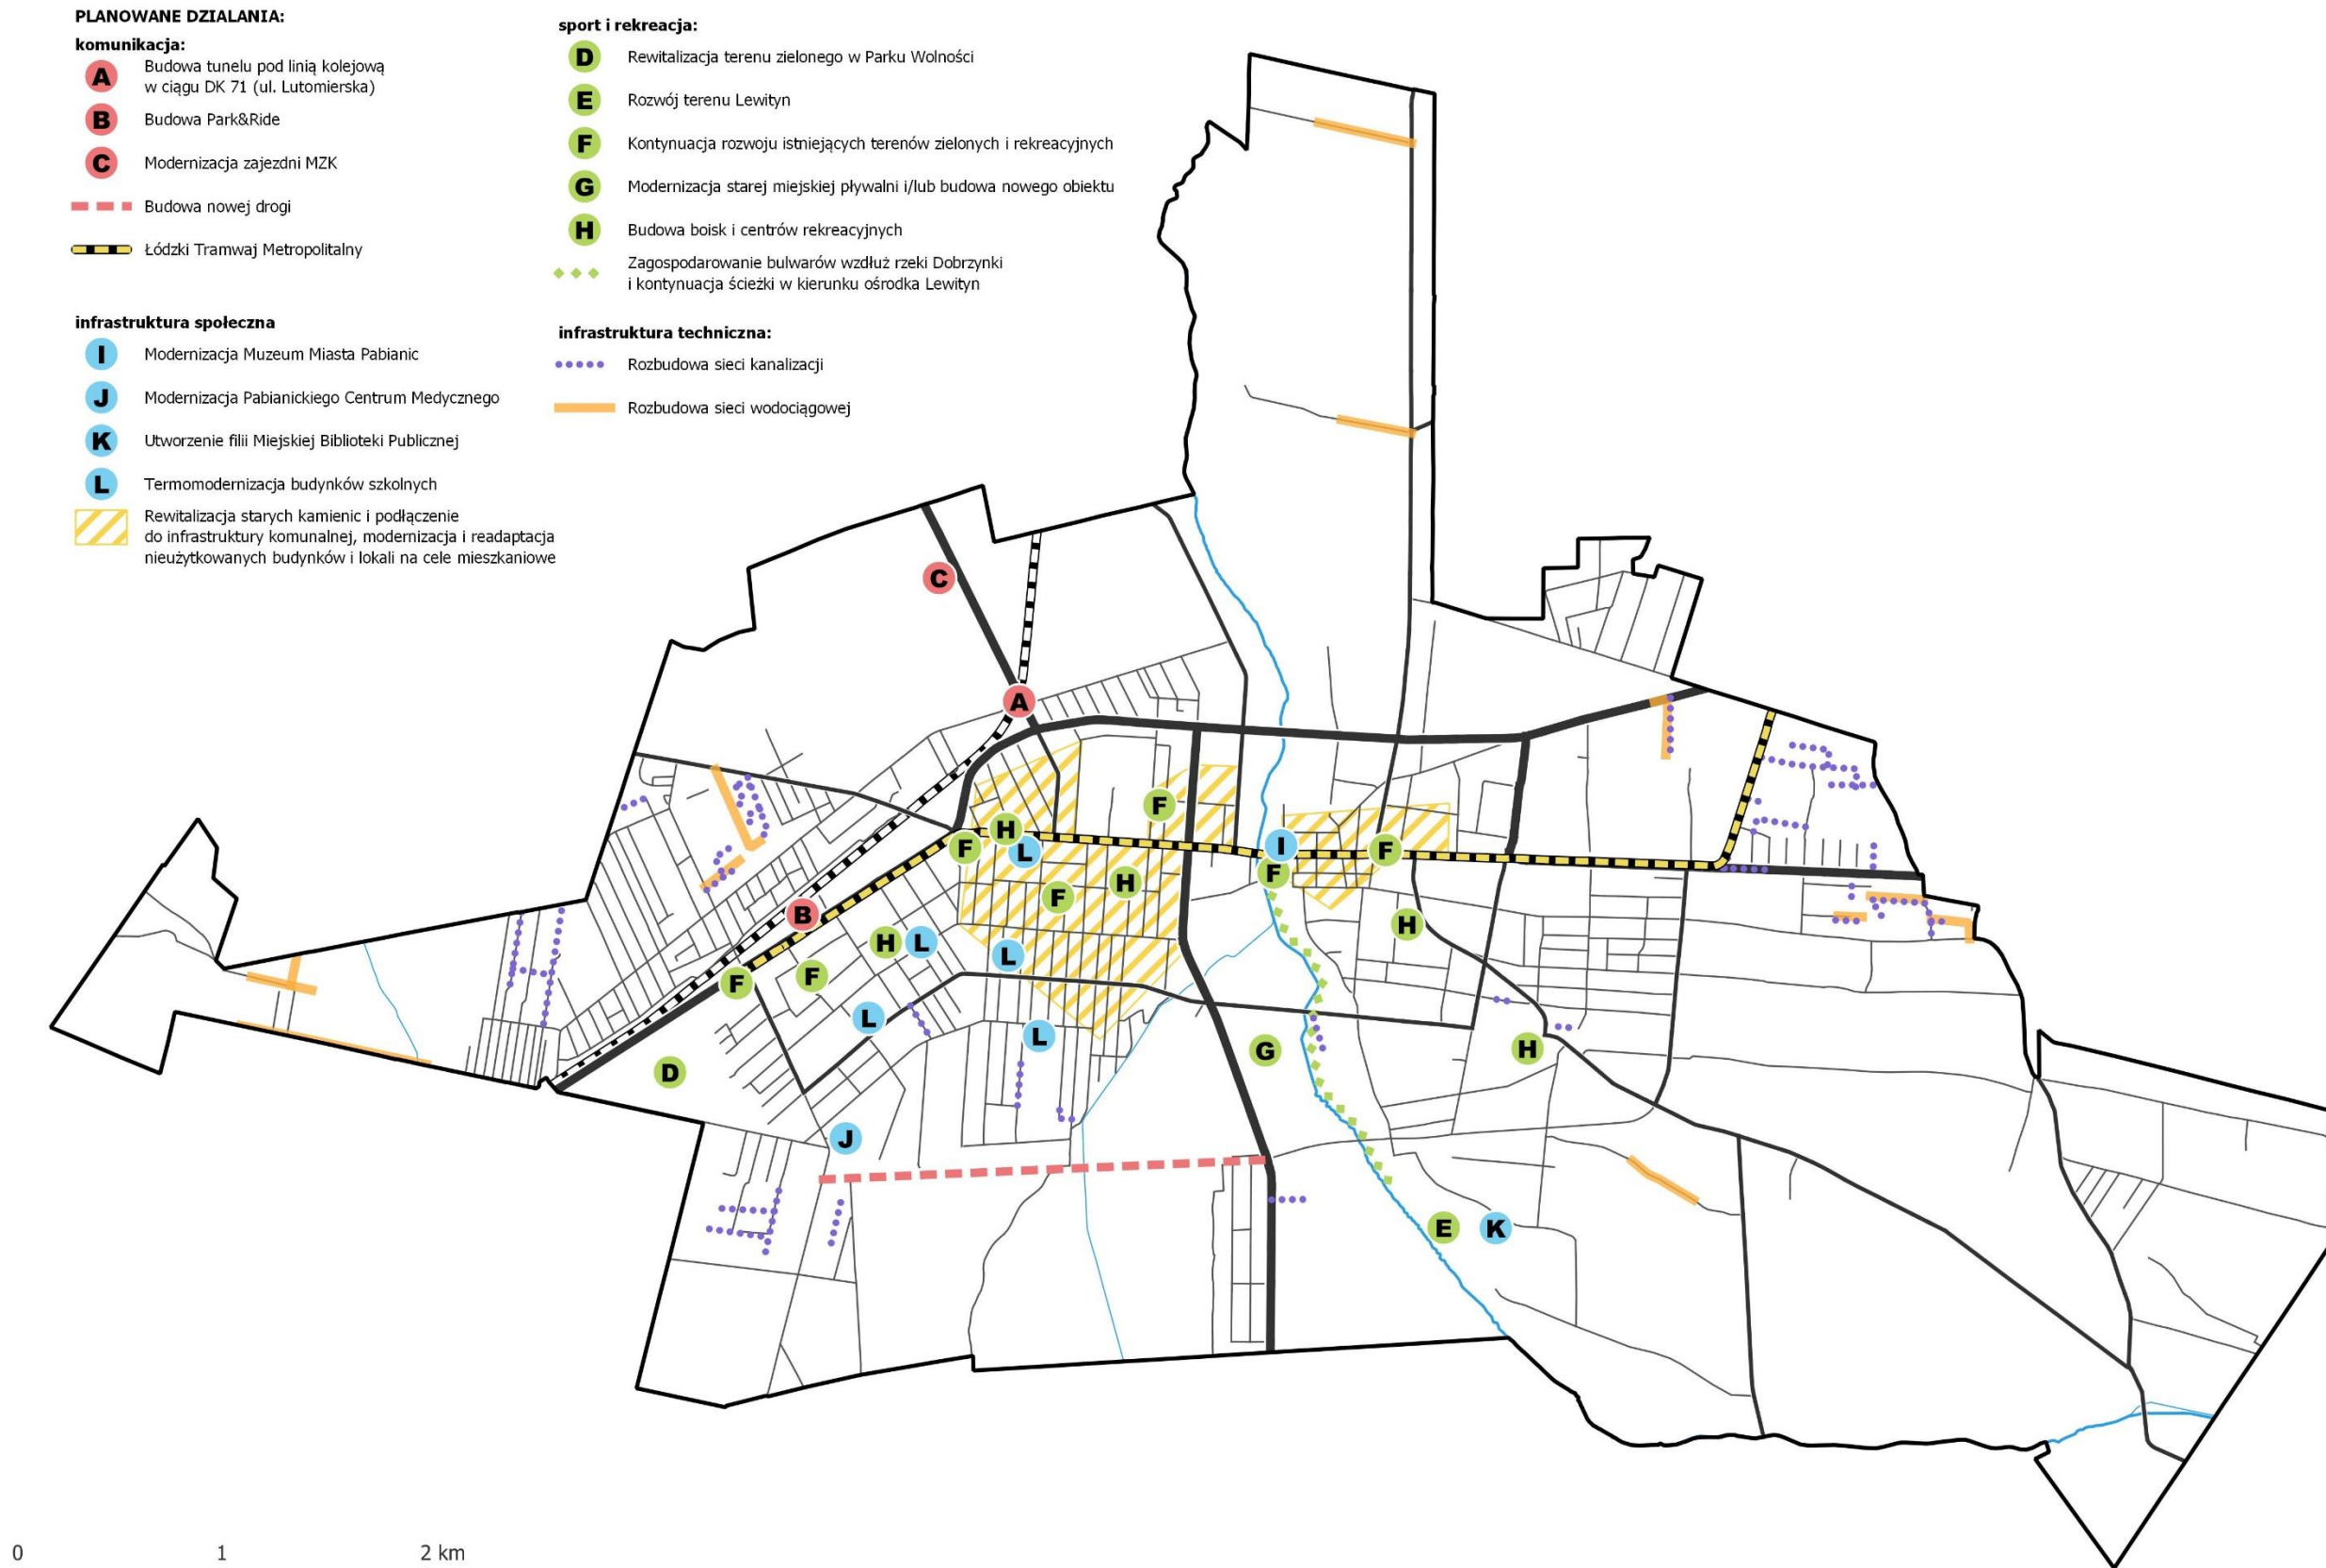 PLANOWANE DZIALANIA:
komunikacja:
A Budowa tunelu pod linią kolejową
w ciągu DK 71 (ul. Lutomierska)
B Budowa Park&Ride
C Modernizacja zajezdni MZK
Budowa nowej drogi
Łódzki Tramwaj Metropolitalny
infrastruktura społeczna
I Modernizacja Muzeum Miasta Pabianic
J Modernizacja Pabianickiego Centrum Medycznego
K Utworzenie filii Miejskiej Biblioteki Publicznej
L Termomodernizacja budynków szkolnych
Rewitalizacja starych kamienic i podłączenie
do infrastruktury komunalnej, modernizacja i readaptacja
nieużytkowanych budynków i lokali na cele mieszkaniowe
sport i rekreacja:
D Rewitalizacja terenu zielonego w Parku Wolności
E Rozwój terenu Lewityn
F Kontynuacja rozwoju istniejących terenów zielonych i rekreacyjnych
G Modernizacja starej miejskiej pływalni i/lub budowa nowego obiektu
H Budowa boisk i centrów rekreacyjnych
Zagospodarowanie bulwarów wzdłuż rzeki Dobrzynki
i kontynuacja ścieżki w kierunku ośrodka Lewityn
infrastruktura techniczna:
Rozbudowa sieci kanalizacji
Rozbudowa sieci wodociągowej
C
A
F
H
F
L
I
F
F
H
F
B
H
L
H
L
F
F
L
L
G
H
D
J
E
K
0 1 2 km